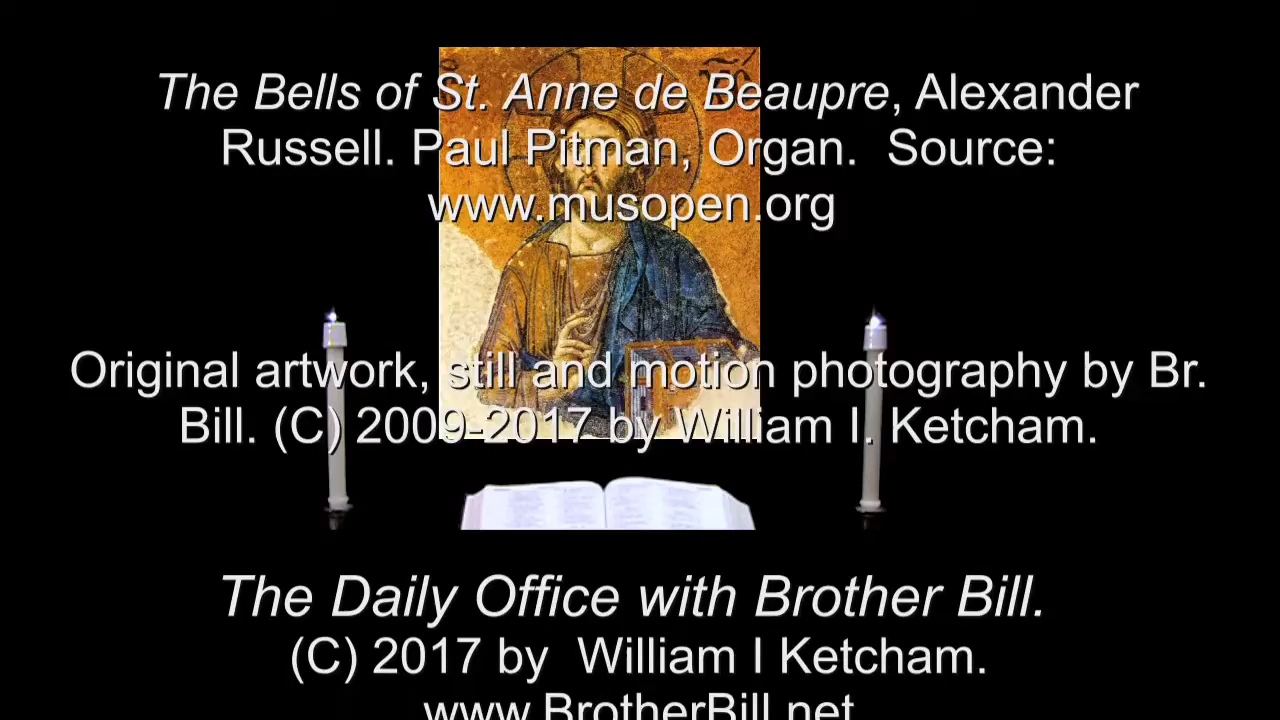 The Bells of St. Anne de Beaupre, Alexander
Russell. Paul Pitman, Organ. Source:
www.musopen.org
Original artwork, still and motion photography by Br.
Bill. (C) 2009-2017 by William I. Ketcham.
The Daily Office with Brother Bill.
(C) 2017 by William I Ketcham.
www.BrotherBill.net